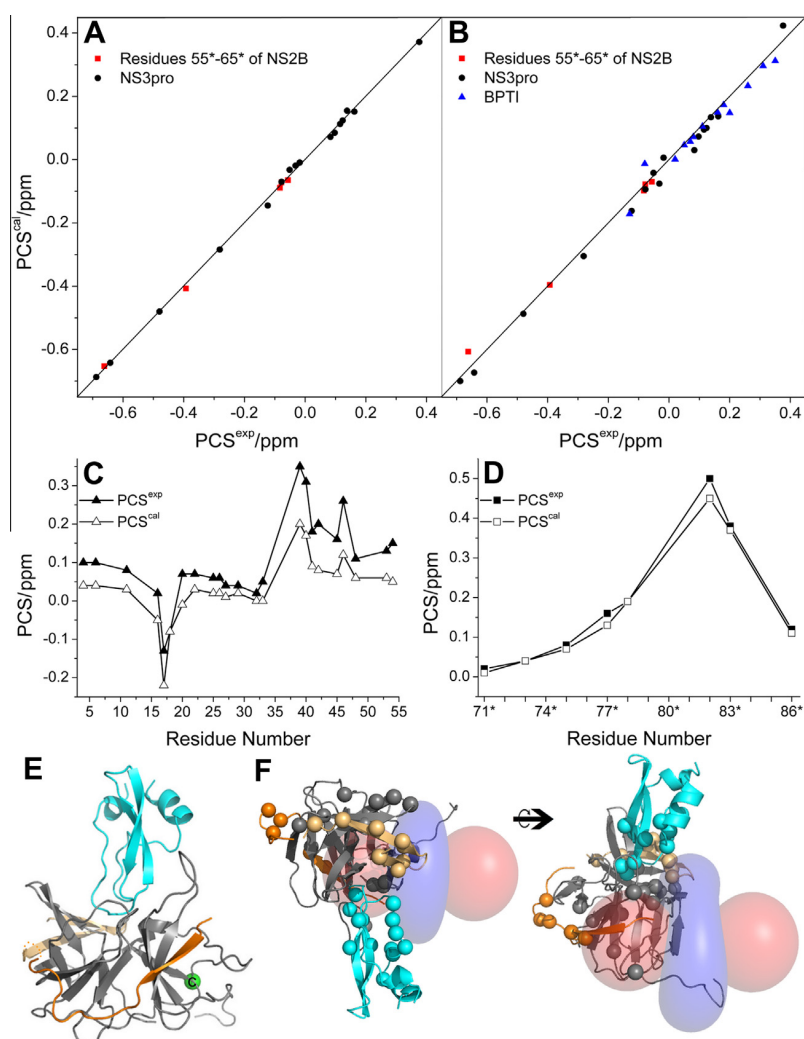 A
Residues 55*-65* of NS2B
NS3pro
B
Residues 55*-65* of NS2B
NS3pro
BPTI
PCS^cal/ppm
0.4
0.2
0.0
-0.2
-0.4
-0.6
-0.6 -0.4 -0.2 0.0 0.2 0.4
-0.6 -0.4 -0.2 0.0 0.2 0.4
PCS^exp/ppm
PCS^exp/ppm
C
PCS^exp
PCS^cal
PCS/ppm
0.3
0.2
0.1
0.0
-0.1
-0.2
5 10 15 20 25 30 35 40 45 50 55
Residue Number
D
PCS^exp
PCS^cal
PCS/ppm
0.5
0.4
0.3
0.2
0.1
0.0
71* 74* 77* 80* 83* 86*
Residue Number
E
C
F